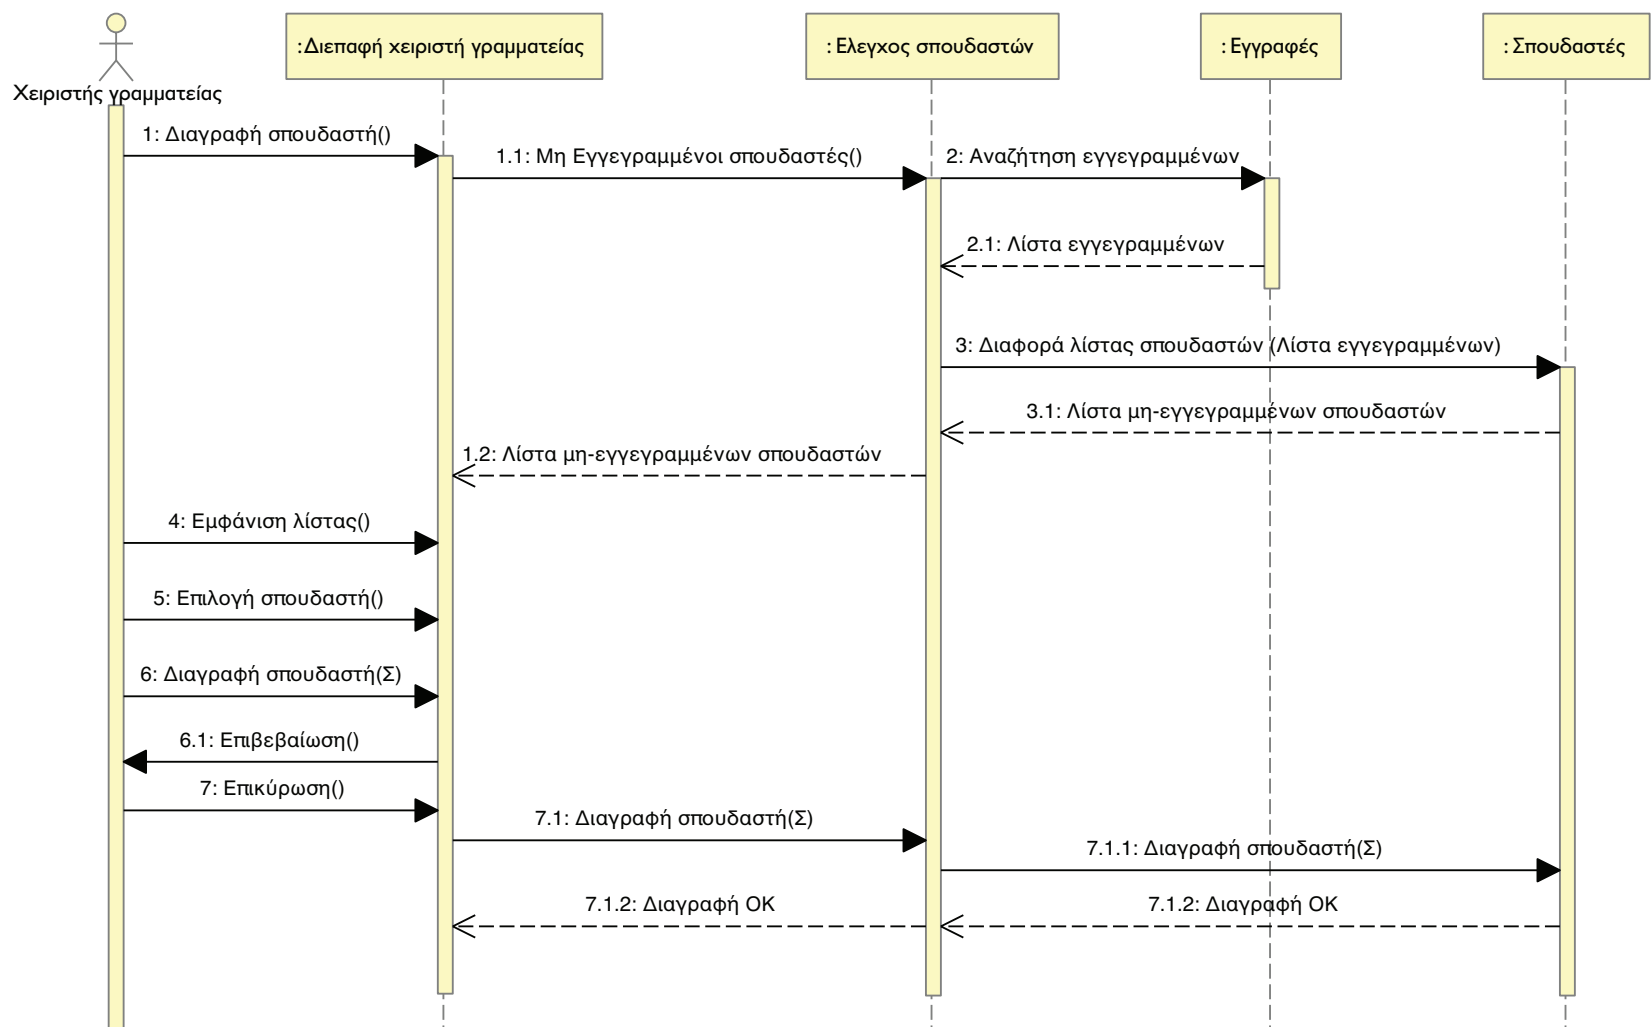 : Διεπαφή χειριστή γραμματείας
: Ελεγχος σπουδαστών
: Εγγραφές
: Σπουδαστές
Χειριστής γραμματείας
1: Διαγραφή σπουδαστή()
1.1: Μη Εγγεγραμμένοι σπουδαστές()
2: Αναζήτηση εγγεγραμμένων
2.1: Λίστα εγγεγραμμένων
3: Διαφορά λίστας σπουδαστών (Λίστα εγγεγραμμένων)
3.1: Λίστα μη-εγγεγραμμένων σπουδαστών
1.2: Λίστα μη-εγγεγραμμένων σπουδαστών
4: Εμφάνιση λίστας()
5: Επιλογή σπουδαστή()
6: Διαγραφή σπουδαστή(Σ)
6.1: Επιβεβαίωση()
7: Επικύρωση()
7.1: Διαγραφή σπουδαστή(Σ)
7.1.1: Διαγραφή σπουδαστή(Σ)
7.1.2: Διαγραφή ΟΚ
7.1.2: Διαγραφή ΟΚ